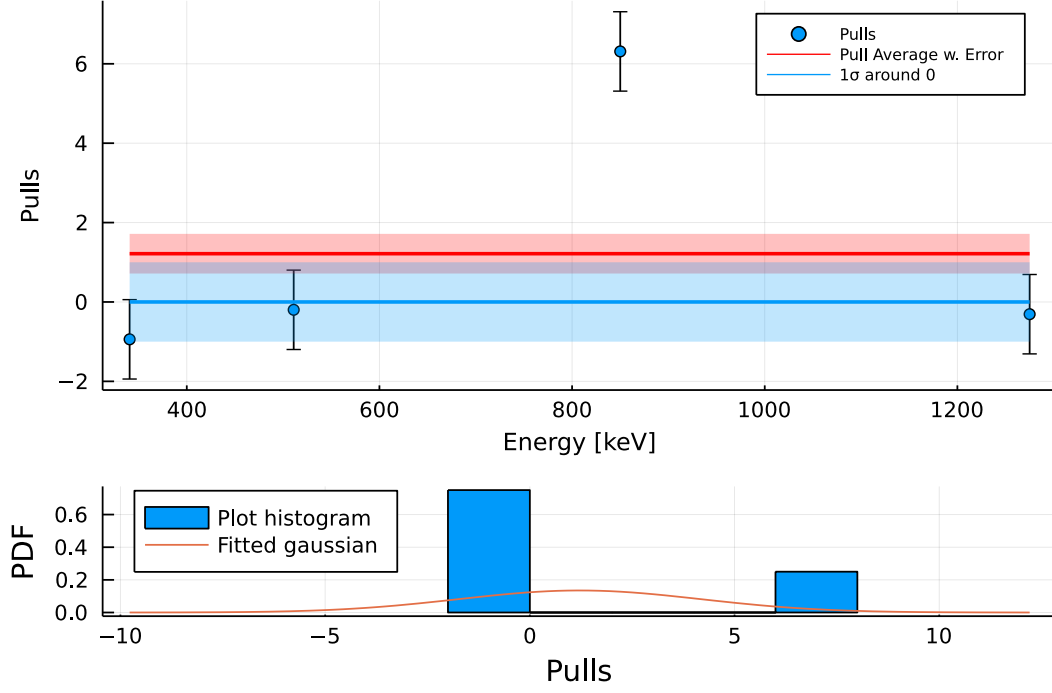 Pulls
Pull Average w. Error
1σ around 0
6
4
2
0
−2
Pulls
400
600
800
1000
1200
Energy [keV]
Plot histogram
Fitted gaussian
0.6
0.4
0.2
0.0
PDF
−10
−5
0
5
10
Pulls